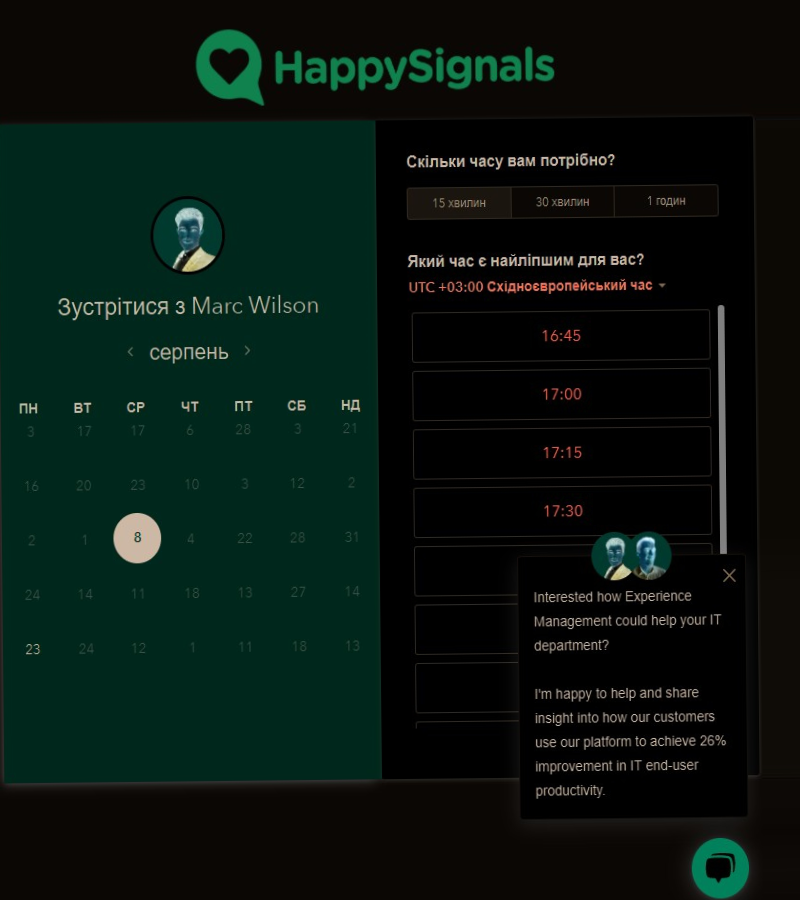 HappySignals
Зустрітися з Marc Wilson
серпень
ПН ВТ СР ЧТ ПТ СБ НД
3 17 17 6 28 3 21
16 20 23 10 3 12 2
2 1 8 4 22 28 31
24 14 11 18 13 27 14
23 24 12 1 11 18 13
Скільки часу вам потрібно?
15 хвилин 30 хвилин 1 годин
Який час є найліпшим для вас?
UTC +03:00 Східноєвропейський час
16:45
17:00
17:15
17:30
Interested how Experience
Management could help your IT
department?
I'm happy to help and share
insight into how our customers
use our platform to achieve 26%
improvement in IT end-user
productivity.